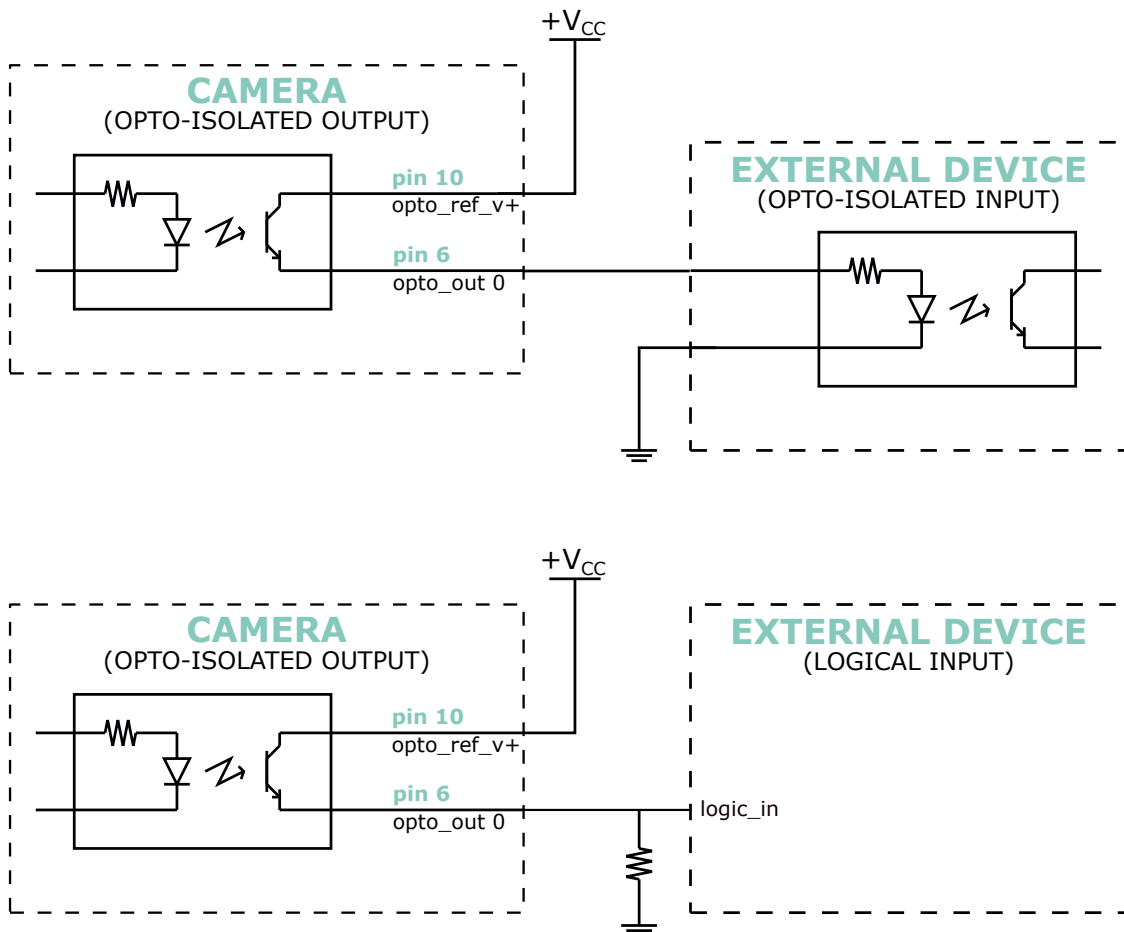 +VCC
CAMERA
(OPTO-ISOLATED OUTPUT)
pin 10
opto_ref_v+
pin 6
opto_out 0
EXTERNAL DEVICE
(OPTO-ISOLATED INPUT)
+VCC
CAMERA
(OPTO-ISOLATED OUTPUT)
pin 10
opto_ref_v+
pin 6
opto_out 0
EXTERNAL DEVICE
(LOGICAL INPUT)
logic_in